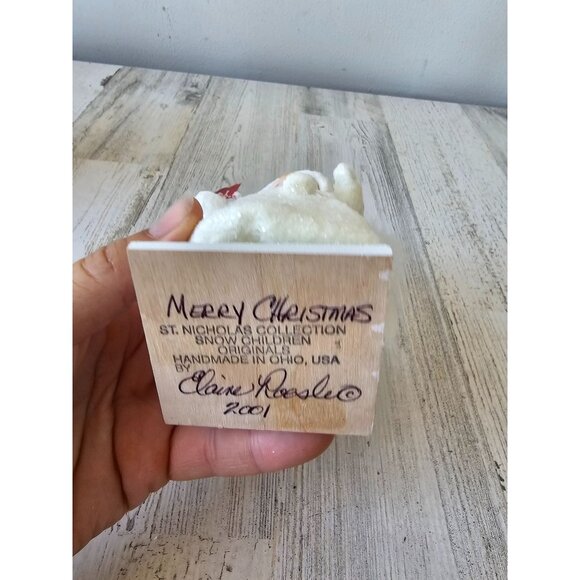 MERRY CHRISTMAS
ST. NICHOLAS COLLECTION
SNOW CHILDREN
ORIGINALS
HANDMADE IN OHIO, USA
BY
Elaine Roesle ©
2001